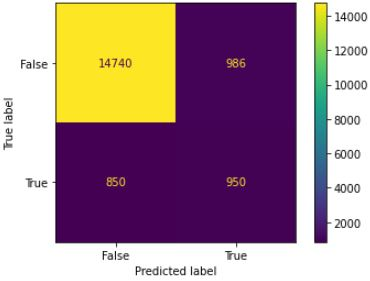 14000
12000
10000
8000
6000
4000
2000
True label
False
True
14740
986
850
950
False
True
Predicted label